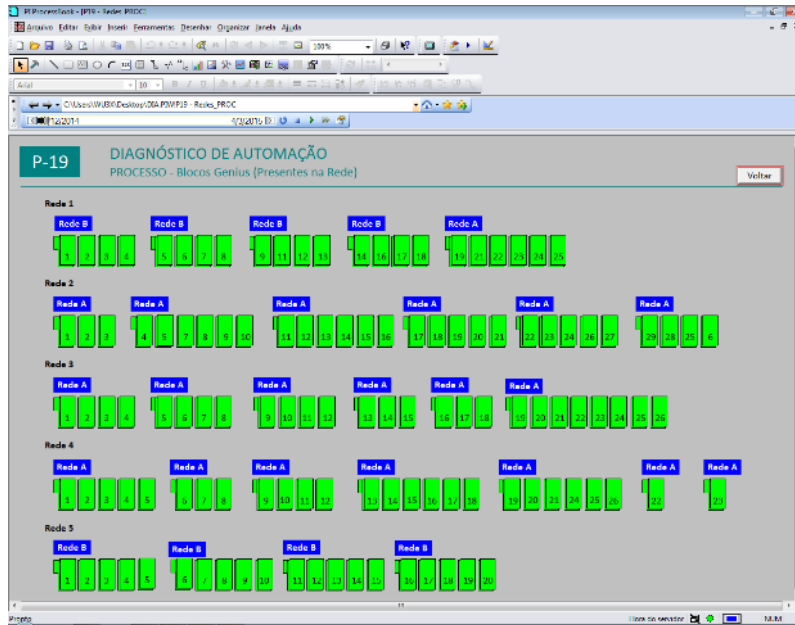 PI ProcessBook - [P19 - Redes PROC]
Arquivo Editar Exibir Inserir Ferramentas Desenhar Organizar Janela Ajuda
100%
Arial 10
P19 - Redes_PROC
4/3/2015
P-19
DIAGNÓSTICO DE AUTOMAÇÃO
PROCESSO - Blocos Genius (Presentes na Rede)
Voltar
Rede 1
Rede B Rede B Rede B Rede B Rede A
1 2 3 4 5 6 7 8 9 11 12 13 14 16 17 18 19 21 22 23 24 25
Rede 2
Rede A Rede A Rede A Rede A Rede A Rede A
1 2 3 4 5 7 8 9 10 11 12 13 14 15 16 17 18 19 20 21 22 23 24 26 27 29 28 25 6
Rede 3
Rede A Rede A Rede A Rede A Rede A Rede A
1 2 3 4 5 6 7 8 9 10 11 12 13 14 15 16 17 18 19 20 21 22 23 24 25 26
Rede 4
Rede A Rede A Rede A Rede A Rede A Rede A Rede A
1 2 3 4 5 6 7 8 9 10 11 12 13 14 15 16 17 18 19 20 21 24 25 26 22 23
Rede 5
Rede B Rede B Rede B Rede B
1 2 3 4 5 6 7 8 9 10 11 12 13 14 15 16 17 18 19 20
Pronto
Hora do servidor
NUM